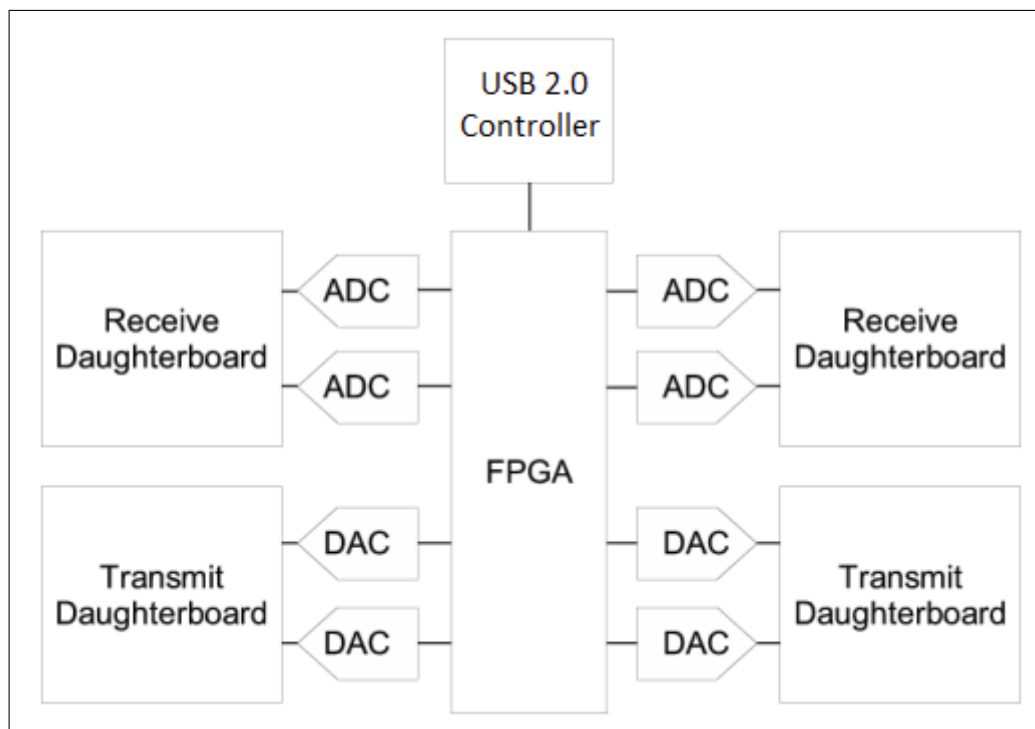 USB 2.0
Controller
Receive
Daughterboard
ADC
ADC
ADC
ADC
Receive
Daughterboard
FPGA
Transmit
Daughterboard
DAC
DAC
DAC
DAC
Transmit
Daughterboard